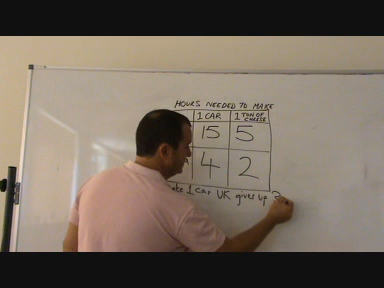 HOURS NEEDED TO MAKE
1 CAR 1 TON OF CHEESE
15 5
4 2
make 1 car UK gives up